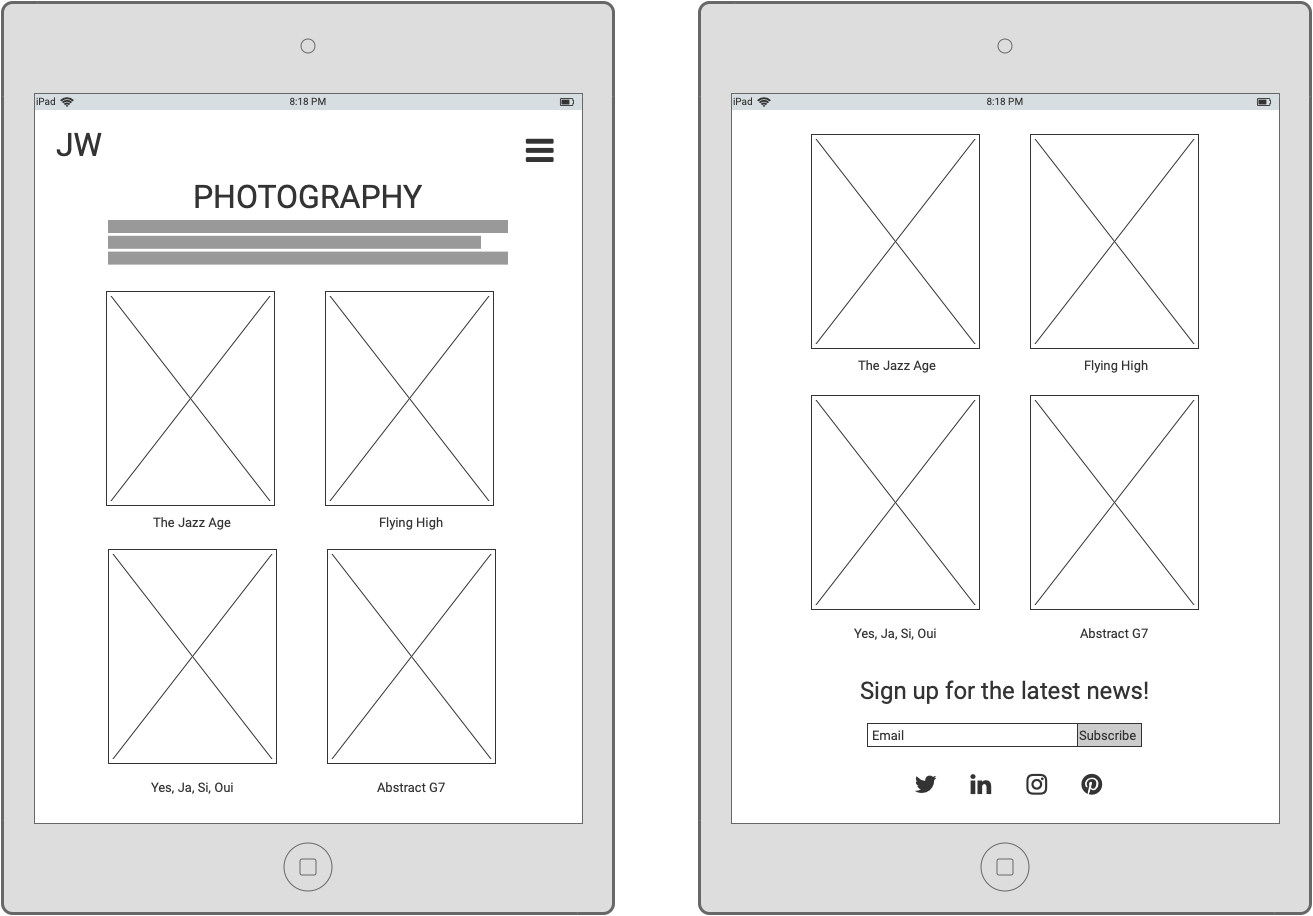 iPad 8:18 PM
JW
PHOTOGRAPHY
The Jazz Age Flying High
Yes, Ja, Si, Oui Abstract G7
iPad 8:18 PM
The Jazz Age Flying High
Yes, Ja, Si, Oui Abstract G7
Sign up for the latest news!
Email Subscribe